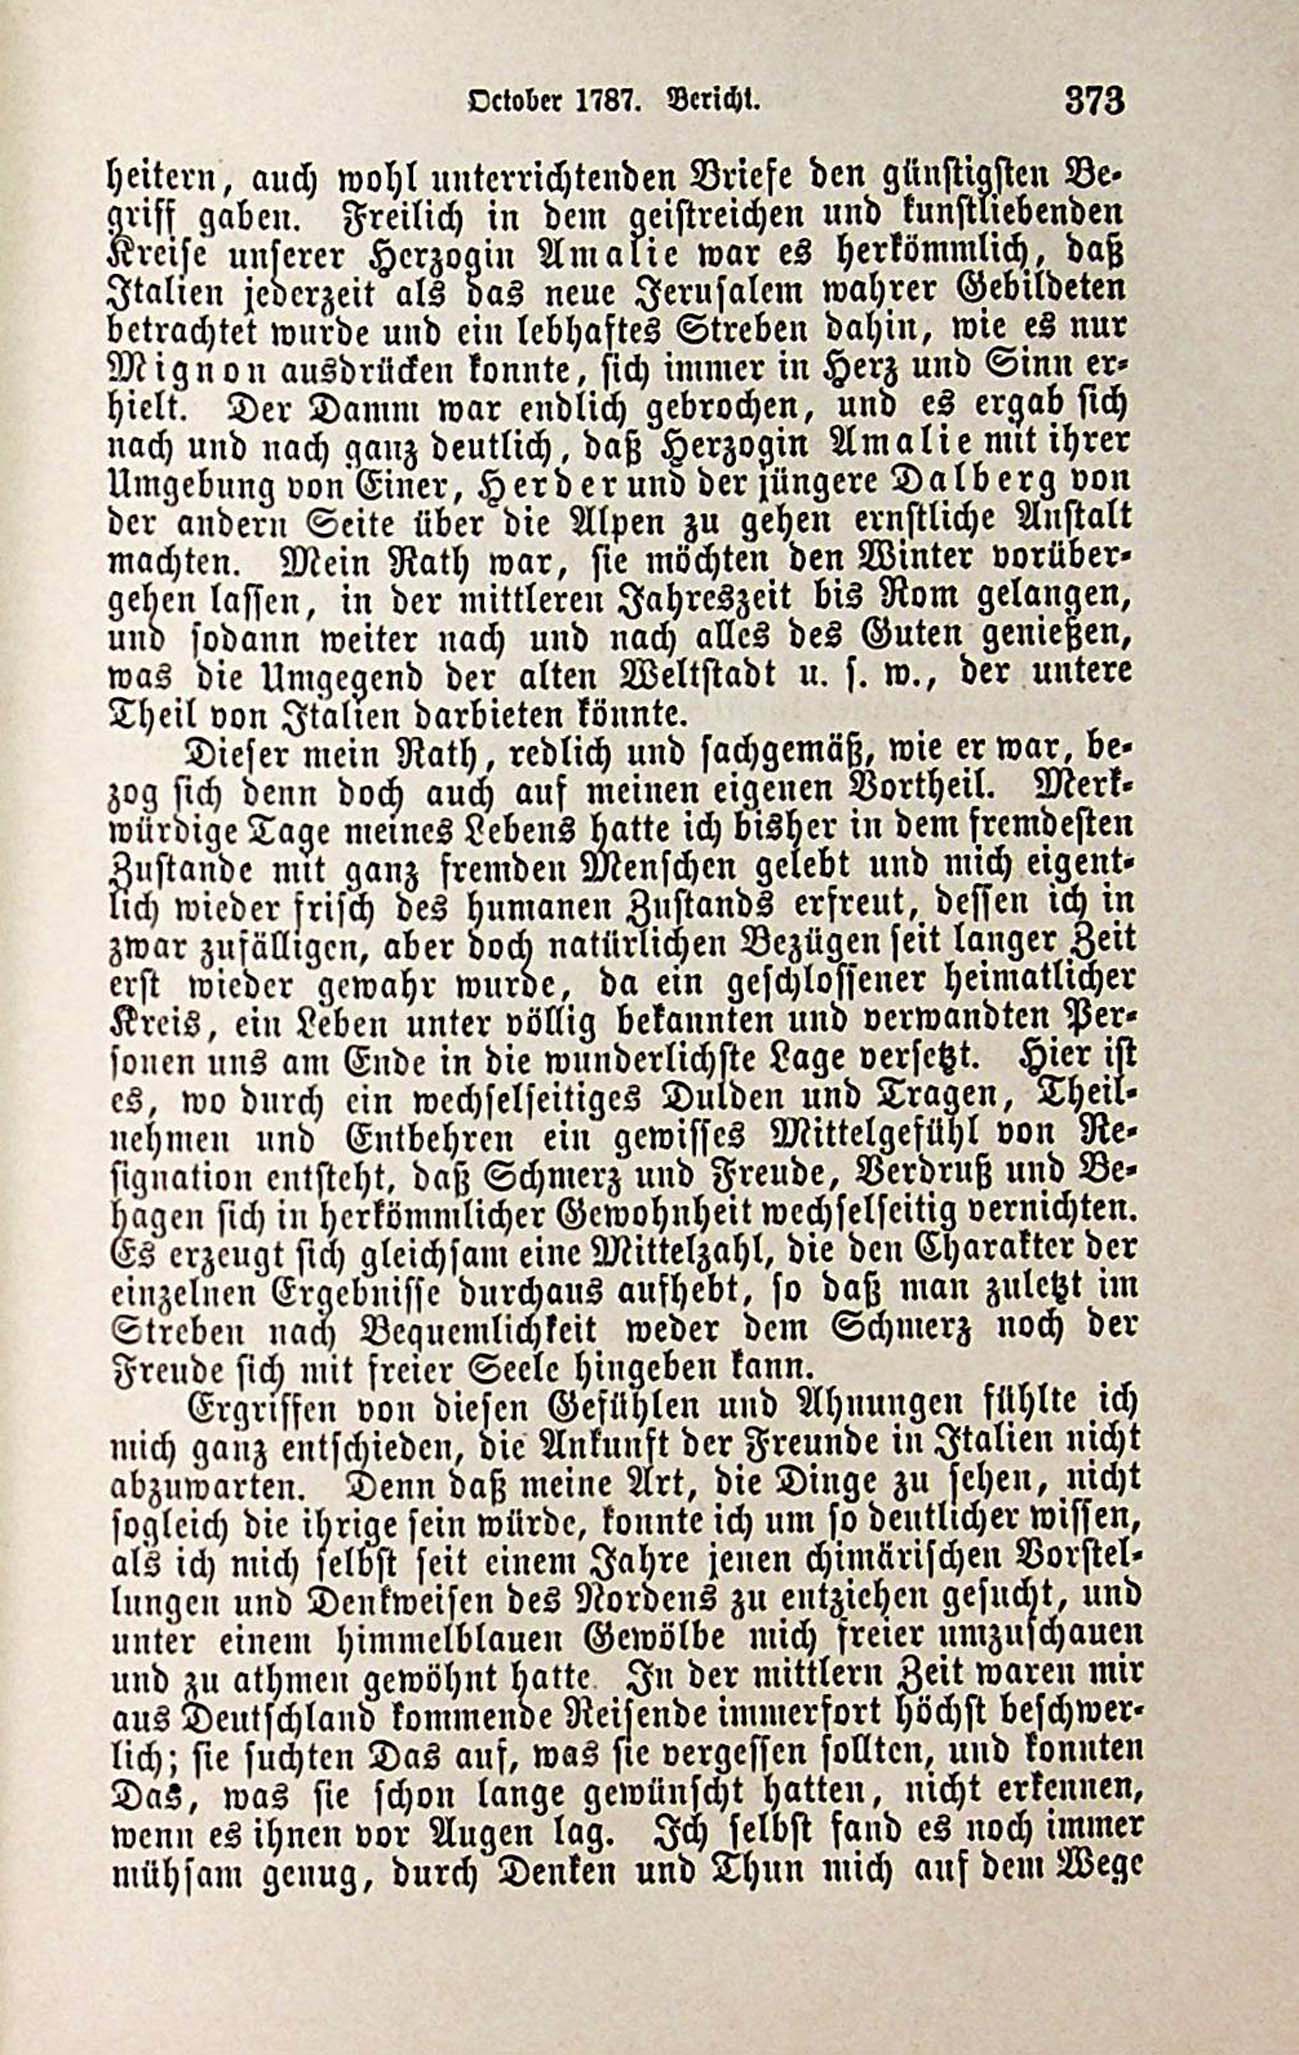 October 1787. Bericht. 373
heitern, auch wohl unterrichtenden Briefe den günstigsten Be-
griff gaben. Freilich in dem geistreichen und kunstliebenden
Kreise unserer Herzogin Amalie war es herkömmlich, daß
Italien jederzeit als das neue Jerusalem wahrer Gebildeten
betrachtet wurde und ein lebhaftes Streben dahin, wie es nur
Mignon ausdrücken konnte, sich immer in Herz und Sinn er-
hielt. Der Damm war endlich gebrochen, und es ergab sich
nach und nach ganz deutlich, daß Herzogin Amalie mit ihrer
Umgebung von Einer, Herder und der jüngere Dalberg von
der andern Seite über die Alpen zu gehen ernstliche Anstalt
machten. Mein Rath war, sie möchten den Winter vorüber-
gehen lassen, in der mittleren Jahreszeit bis Rom gelangen,
und sodann weiter nach und nach alles des Guten genießen,
was die Umgegend der alten Weltstadt u. s. w., der untere
Theil von Italien darbieten könnte.
Dieser mein Rath, redlich und sachgemäß, wie er war, be-
zog sich denn doch auch auf meinen eigenen Vortheil. Merk-
würdige Tage meines Lebens hatte ich bisher in dem fremdesten
Zustande mit ganz fremden Menschen gelebt und mich eigent-
lich wieder frisch des humanen Zustands erfreut, dessen ich in
zwar zufälligen, aber doch natürlichen Bezügen seit langer Zeit
erst wieder gewahr wurde, da ein geschlossener heimatlicher
Kreis, ein Leben unter völlig bekannten und verwandten Per-
sonen uns am Ende in die wunderlichste Lage versetzt. Hier ist
es, wo durch ein wechselseitiges Dulden und Tragen, Theil-
nehmen und Entbehren ein gewisses Mittelgefühl von Re-
signation entsteht, daß Schmerz und Freude, Verdruß und Be-
hagen sich in herkömmlicher Gewohnheit wechselseitig vernichten.
Es erzeugt sich gleichsam eine Mittelzahl, die den Charakter der
einzelnen Ergebnisse durchaus aufhebt, so daß man zuletzt im
Streben nach Bequemlichkeit weder dem Schmerz noch der
Freude sich mit freier Seele hingeben kann.
Ergriffen von diesen Gefühlen und Ahnungen fühlte ich
mich ganz entschieden, die Ankunft der Freunde in Italien nicht
abzuwarten. Denn daß meine Art, die Dinge zu sehen, nicht
sogleich die ihrige sein würde, konnte ich um so deutlicher wissen,
als ich mich selbst seit einem Jahre jenen chimärischen Vorstel-
lungen und Denkweisen des Nordens zu entziehen gesucht, und
unter einem himmelblauen Gewölbe mich freier umzuschauen
und zu athmen gewöhnt hatte. In der mittlern Zeit waren mir
aus Deutschland kommende Reisende immerfort höchst beschwer-
lich; sie suchten Das auf, was sie vergessen sollten, und konnten
Das, was sie schon lange gewünscht hatten, nicht erkennen,
wenn es ihnen vor Augen lag. Ich selbst fand es noch immer
mühsam genug, durch Denken und Thun mich auf dem Wege